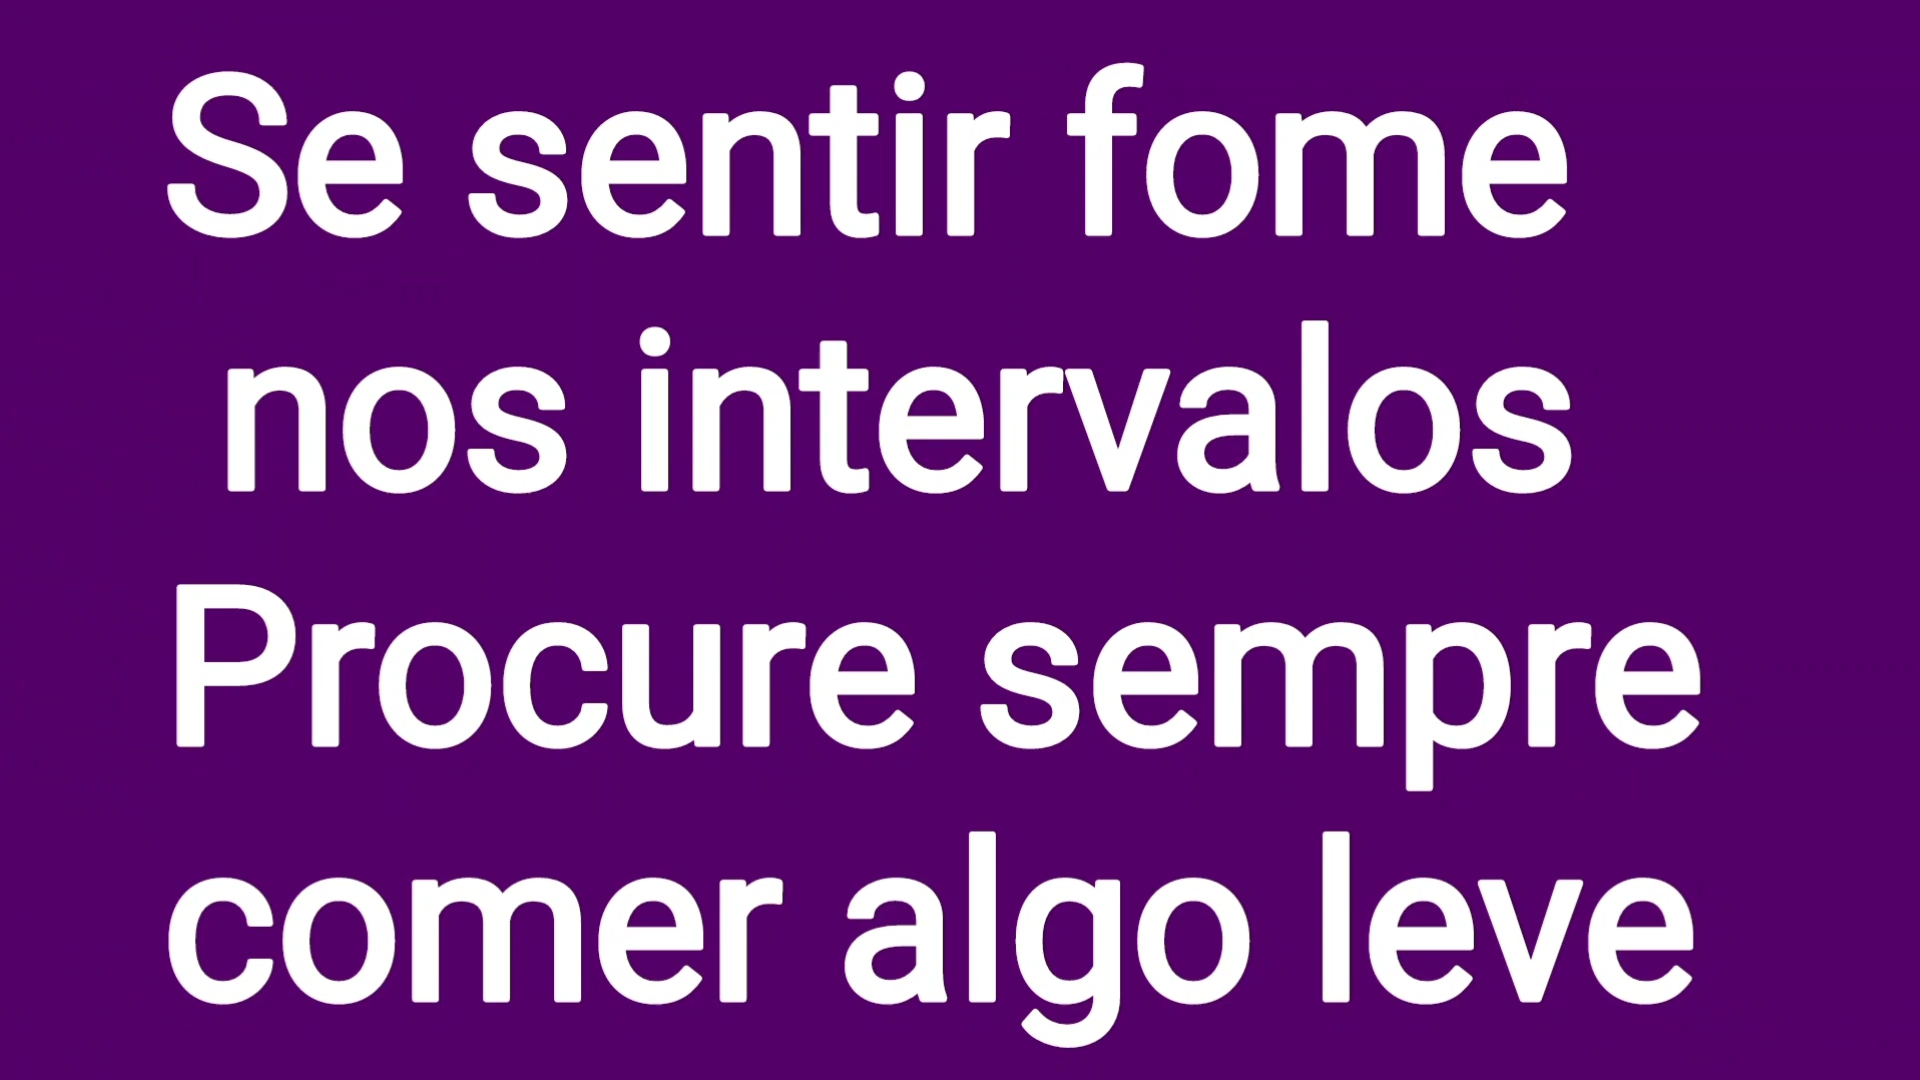 Se sentir fome
nos intervalos
Procure sempre
comer algo leve